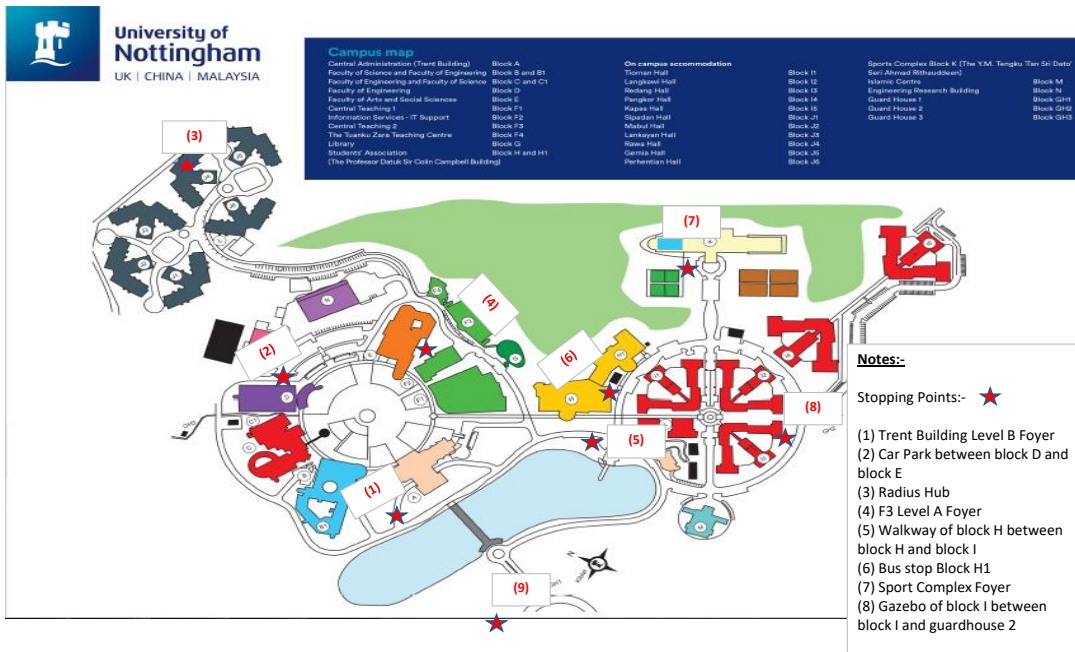 University of
Nottingham
UK | CHINA | MALAYSIA
Campus map
Central Administration (Trent Building) Block A
Faculty of Science and Faculty of Engineering Block B and B1
Faculty of Engineering and Faculty of Science Block C and C1
Faculty of Engineering Block D
Faculty of Arts and Social Sciences Block E
Central Teaching 1 Block F1
Information Services - IT Support Block F2
Central Teaching 2 Block F3
The Tuanku Zara Teaching Centre Block F4
Library Block G
Students' Association Block H and H1
(The Professor Datuk Sir Colin Campbell Building)
On campus accommodation
Tioman Hall Block I1
Langkawi Hall Block I2
Redang Hall Block I3
Pangkor Hall Block I4
Kapas Hall Block I5
Sipadan Hall Block J1
Mabul Hall Block J2
Lankayan Hall Block J3
Rawa Hall Block J4
Gemia Hall Block J5
Perhentian Hall Block J6
Sports Complex Block K (The Y.M. Tengku Tan Sri Dato'
Seri Ahmad Rithauddeen)
Islamic Centre Block M
Engineering Research Building Block N
Guard House 1 Block GH1
Guard House 2 Block GH2
Guard House 3 Block GH3
(3)
(7)
(4)
(2)
(6)
(8)
(5)
(1)
(9)
GH2
GH1
N
Notes:-
Stopping Points:-
(1) Trent Building Level B Foyer
(2) Car Park between block D and
block E
(3) Radius Hub
(4) F3 Level A Foyer
(5) Walkway of block H between
block H and block I
(6) Bus stop Block H1
(7) Sport Complex Foyer
(8) Gazebo of block I between
block I and guardhouse 2